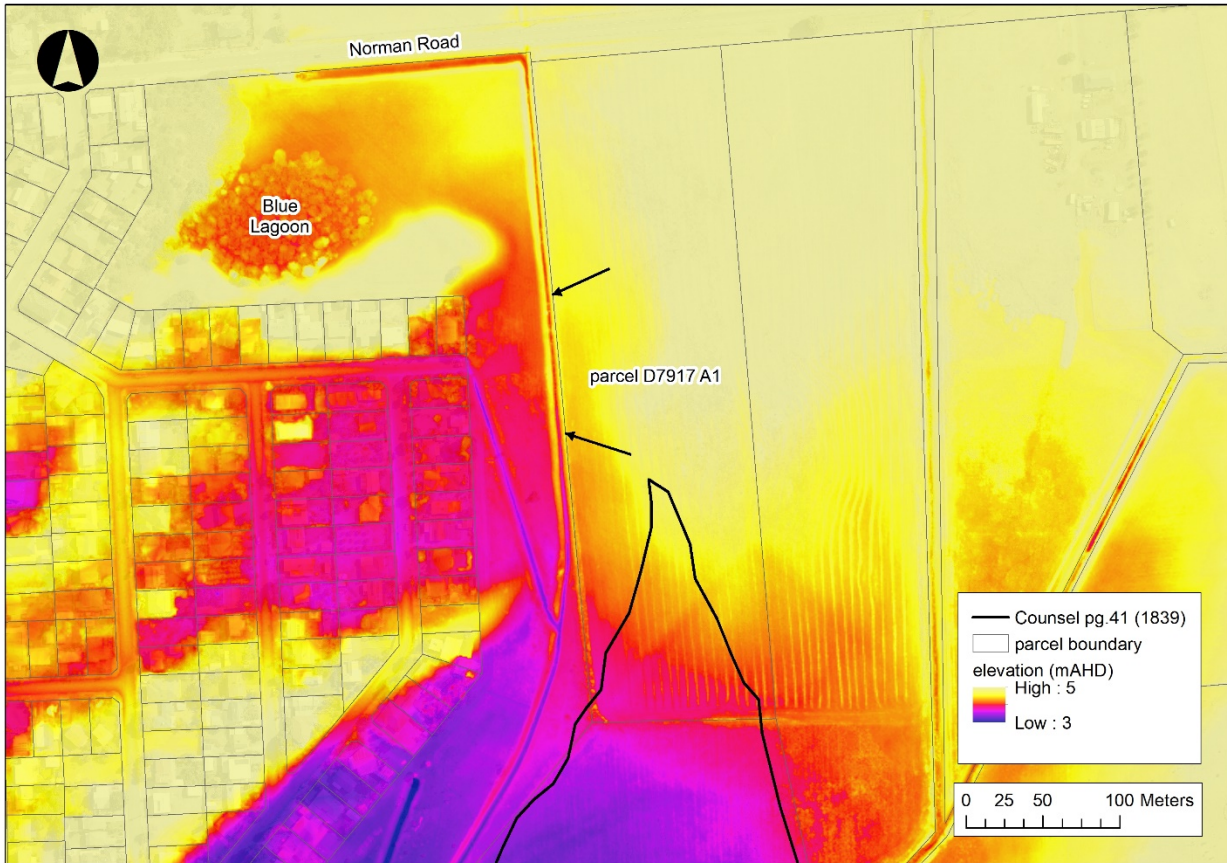 Norman Road
Blue
Lagoon
parcel D7917 A1
Counsel pg.41 (1839)
parcel boundary
elevation (mAHD)
High : 5
Low : 3
0 25 50 100 Meters